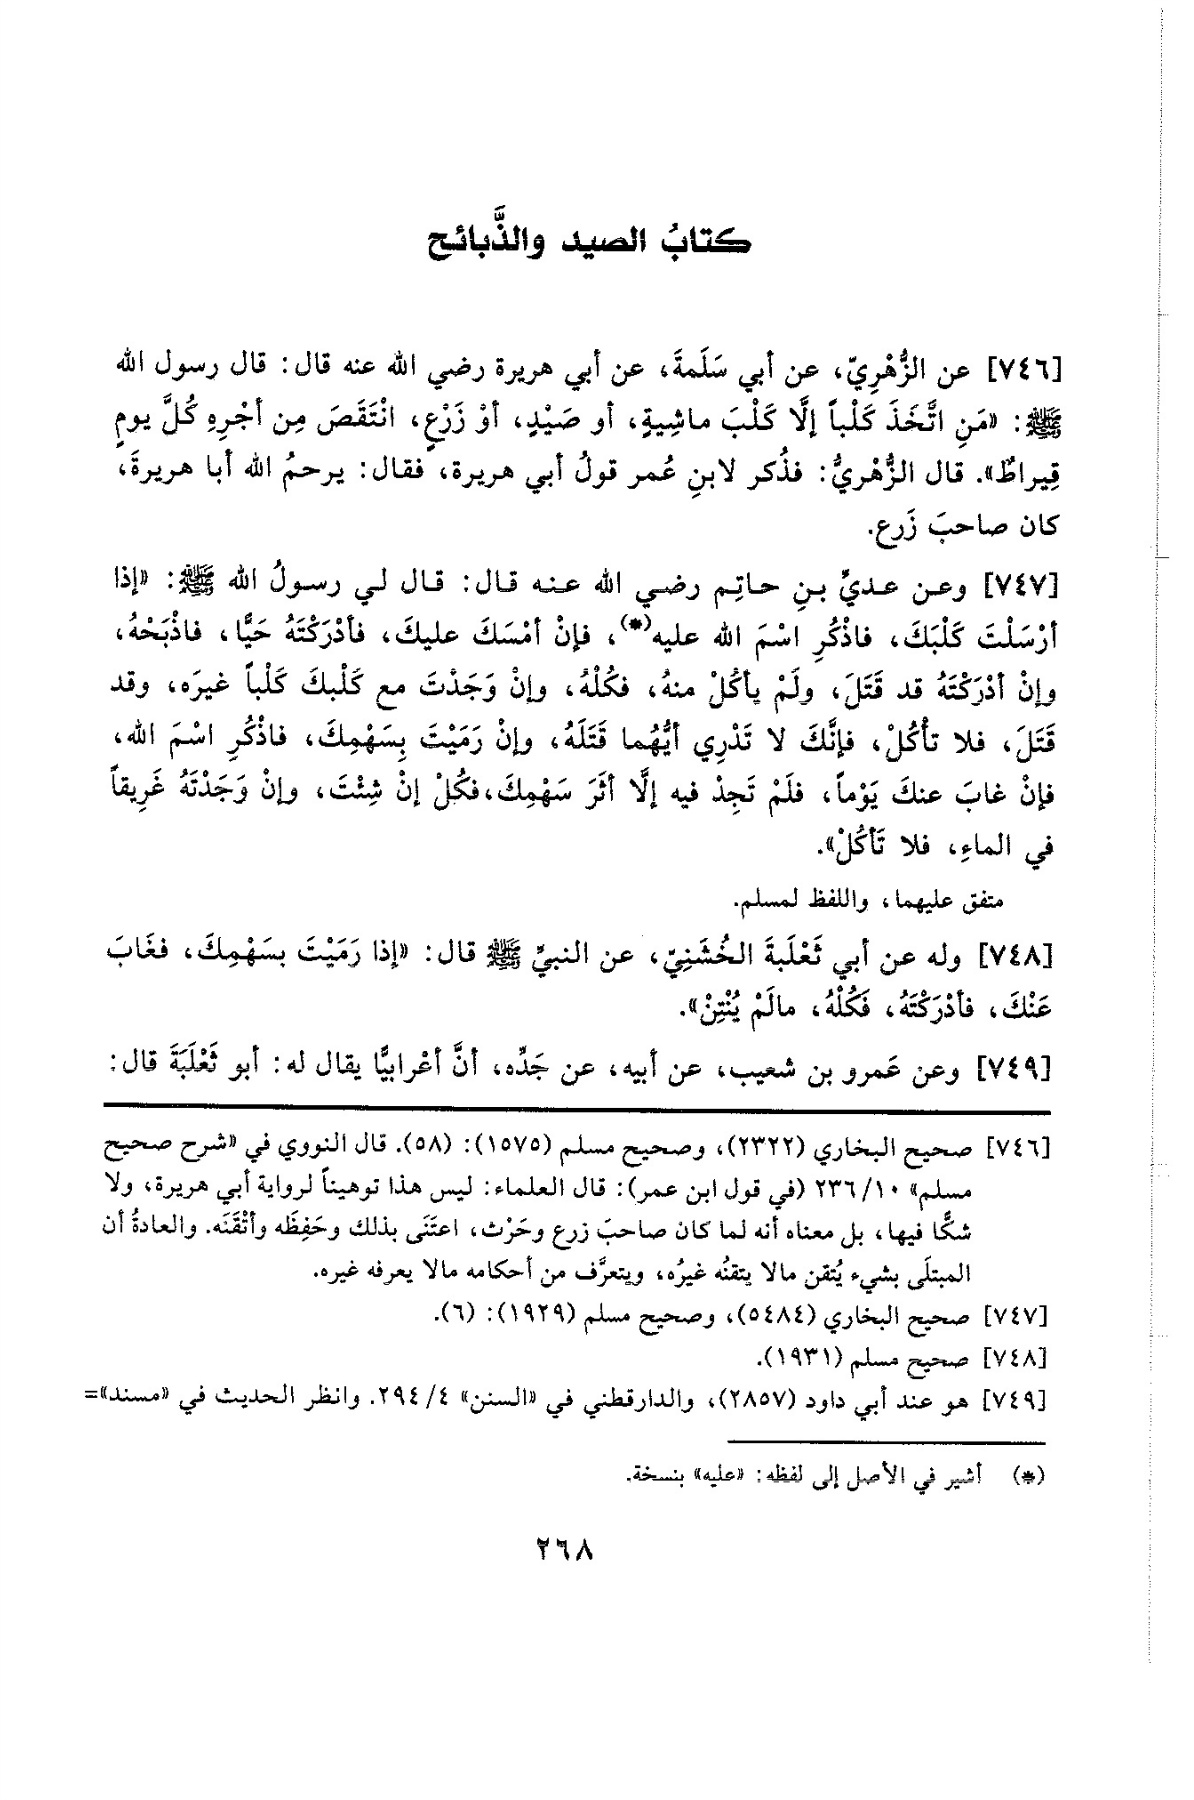 كتابُ الصيد والذَّبائح
[٧٤٦] عن الزُّهْرِيّ، عن أبي سَلَمةَ، عن أبي هريرة رضي الله عنه قال: قال رسول الله
ﷺ: «مَنِ اتَّخَذَ كَلْباً إلَّا كَلْبَ ماشِيةٍ، أو صَيْدٍ، أوْ زَرْعٍ، انْتَقَصَ مِن أجْرِهِ كُلَّ يومٍ
قِيراطٌ». قال الزُّهْريُّ: فذُكر لابنِ عُمر قولُ أبي هريرة، فقال: يرحمُ الله أبا هريرةَ،
كان صاحبَ زَرع.
[٧٤٧] وعن عديِّ بنِ حاتِم رضي الله عنه قال: قال لي رسولُ الله ﷺ: «إذا
أرْسَلْتَ كَلْبَكَ، فاذْكُرِ اسْمَ الله عليه(*)، فإنْ أمْسَكَ عليكَ، فأدْرَكْتَهُ حَيًّا، فاذْبَحْهُ،
وإنْ أدْرَكْتَهُ قد قَتَلَ، ولَمْ يأكُلْ منهُ، فكُلْهُ، وإنْ وَجَدْتَ مع كَلْبكَ كَلْباً غيرَه، وقد
قَتَلَ، فلا تأْكُلْ، فإنَّكَ لا تَدْرِي أيُّهُما قَتَلَهُ، وإنْ رَمَيْتَ بِسَهْمِكَ، فاذْكُرِ اسْمَ الله،
فإنْ غابَ عنكَ يَوْماً، فلَمْ تَجِدْ فيه إلَّا أثَرَ سَهْمِكَ،فكُلْ إنْ شِئْتَ، وإنْ وَجَدْتَهُ غَرِيقاً
في الماءِ، فلا تَأكُلْ».
متفق عليهما، واللفظ لمسلم.
[٧٤٨] وله عن أبي ثَعْلَبةَ الخُشَنِيّ، عن النبيِّ ﷺ قال: «إذا رَمَيْتَ بسَهْمِكَ، فغَابَ
عَنْكَ، فأدْرَكْتَهُ، فَكُلْهُ، مالَمْ يُنْتِنْ».
[٧٤٩] وعن عَمرو بن شعيب، عن أبيه، عن جَدِّه، أنَّ أعْرابيًّا يقال له: أبو ثَعْلَبَةَ قال:
[٧٤٦] صحيح البخاري (٢٣٢٢)، وصحيح مسلم (١٥٧٥): (٥٨). قال النووي في «شرح صحيح
مسلم» ١٠/ ٢٣٦ (في قول ابن عمر): قال العلماء: ليس هذا توهيناً لرواية أبي هريرة، ولا
شكًّا فيها، بل معناه أنه لما كان صاحبَ زرع وحَرْث، اعتَنَى بذلك وحَفِظَه وأتْقَنَه. والعادةُ أن
المبتلَى بشيء يُتقن مالا يتقنُه غيرُه، ويتعرَّف من أحكامه مالا يعرفه غيره.
[٧٤٧] صحيح البخاري (٥٤٨٤)، وصحيح مسلم (١٩٢٩): (٦).
[٧٤٨] صحيح مسلم (١٩٣١).
[٧٤٩] هو عند أبي داود (٢٨٥٧)، والدارقطني في «السنن» ٤/ ٢٩٤. وانظر الحديث في «مسند»=
(*) أشير في الأصل إلى لفظه: «عليه» بنسخة.
٢٦٨